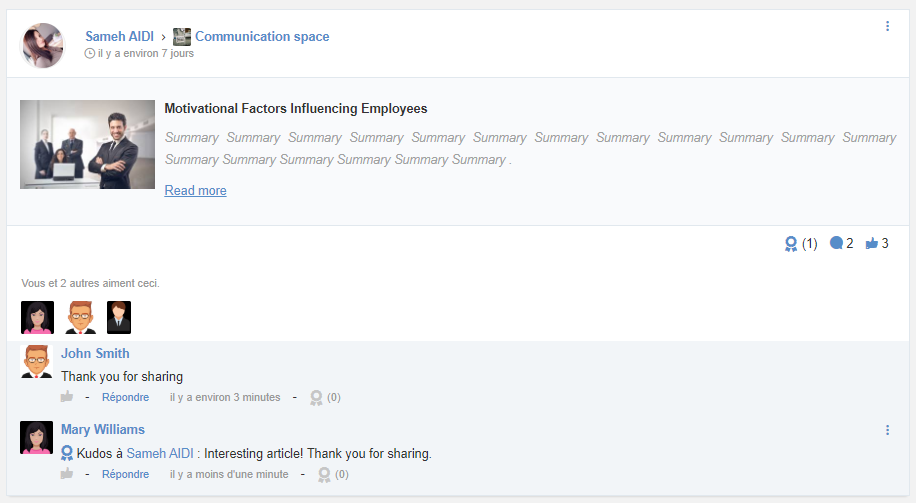 Sameh AIDI › Communication space
il y a environ 7 jours
Motivational Factors Influencing Employees
Summary Summary Summary Summary Summary Summary Summary Summary Summary Summary Summary Summary
Summary Summary Summary Summary Summary Summary .
Read more
(1) 2 3
Vous et 2 autres aiment ceci.
John Smith
Thank you for sharing
- Répondre il y a environ 3 minutes - (0)
Mary Williams
Kudos à Sameh AIDI : Interesting article! Thank you for sharing.
- Répondre il y a moins d'une minute - (0)